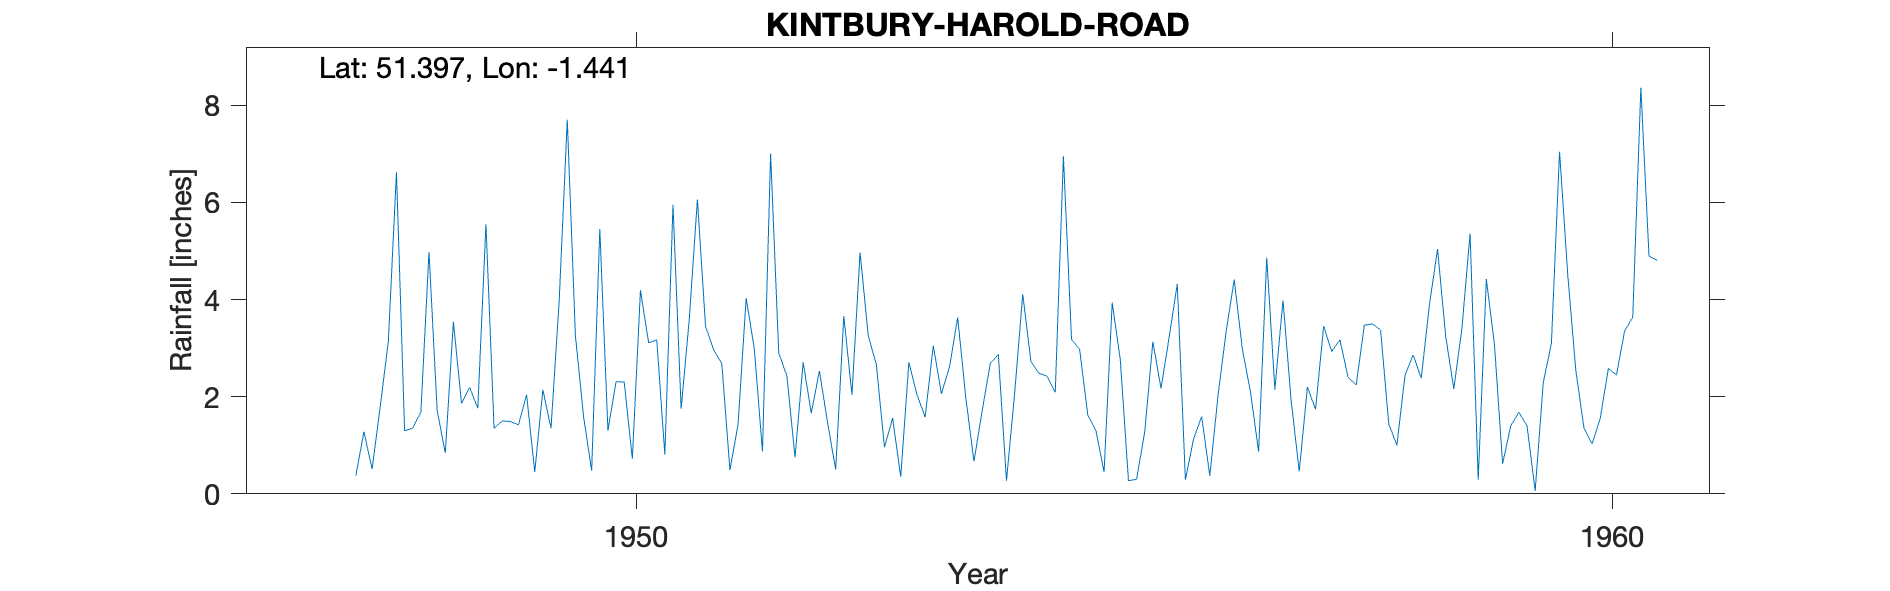 KINTBURY-HAROLD-ROAD
Lat: 51.397, Lon: -1.441
8
6
4
2
0
Rainfall [inches]
1950 1960
Year